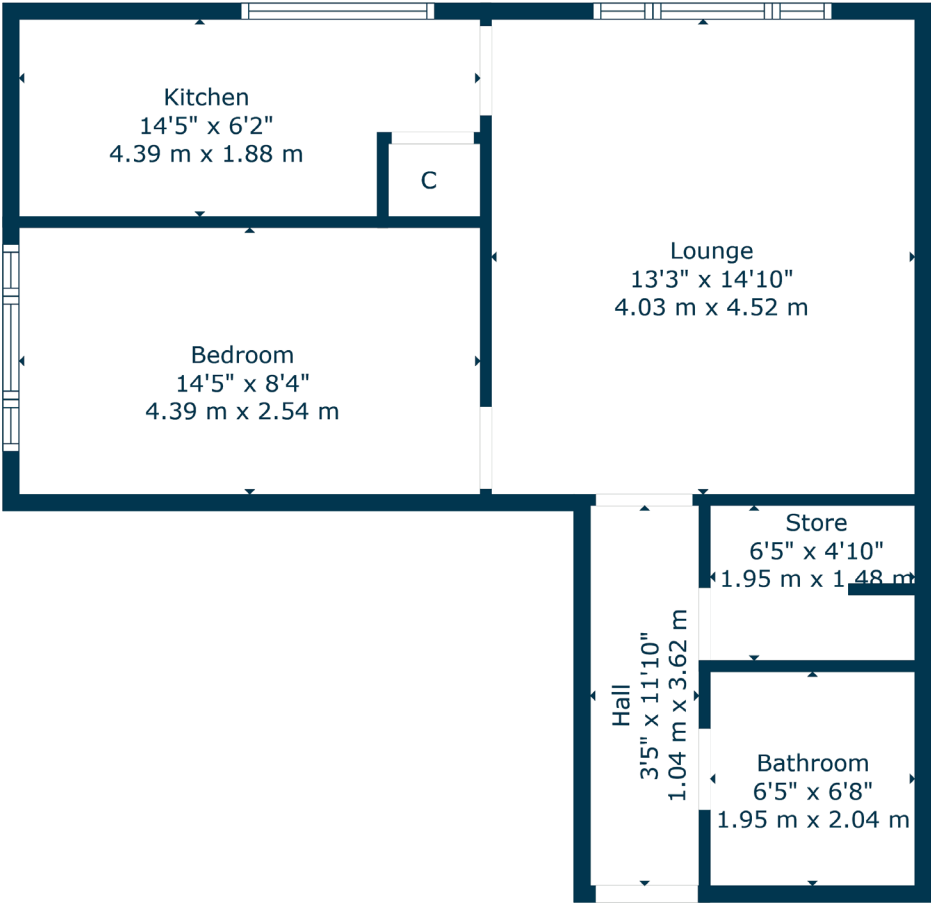 Kitchen
14'5" x 6'2"
4.39 m x 1.88 m
C
Lounge
13'3" x 14'10"
4.03 m x 4.52 m
Bedroom
14'5" x 8'4"
4.39 m x 2.54 m
Store
6'5" x 4'10"
1.95 m x 1.48 m
Hall
3'5" x 11'10"
1.04 m x 3.62 m
Bathroom
6'5" x 6'8"
1.95 m x 2.04 m